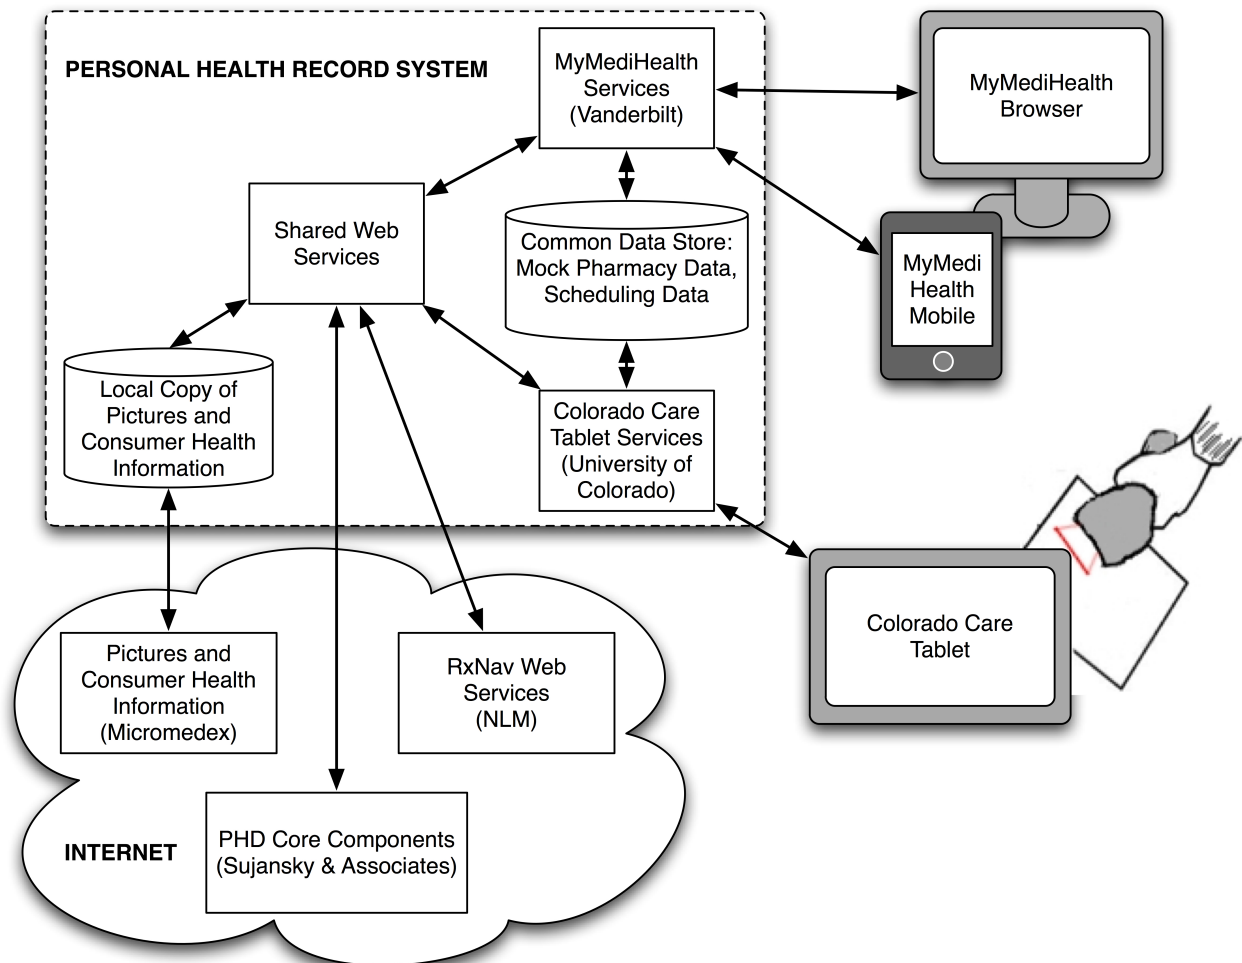 PERSONAL HEALTH RECORD SYSTEM
MyMediHealth
Services
(Vanderbilt)
MyMediHealth
Browser
Shared Web
Services
Common Data Store:
Mock Pharmacy Data,
Scheduling Data
MyMedi
Health
Mobile
Local Copy of
Pictures and
Consumer Health
Information
Colorado Care
Tablet Services
(University of
Colorado)
Colorado Care
Tablet
Pictures and
Consumer Health
Information
(Micromedex)
RxNav Web
Services
(NLM)
INTERNET
PHD Core Components
(Sujansky & Associates)